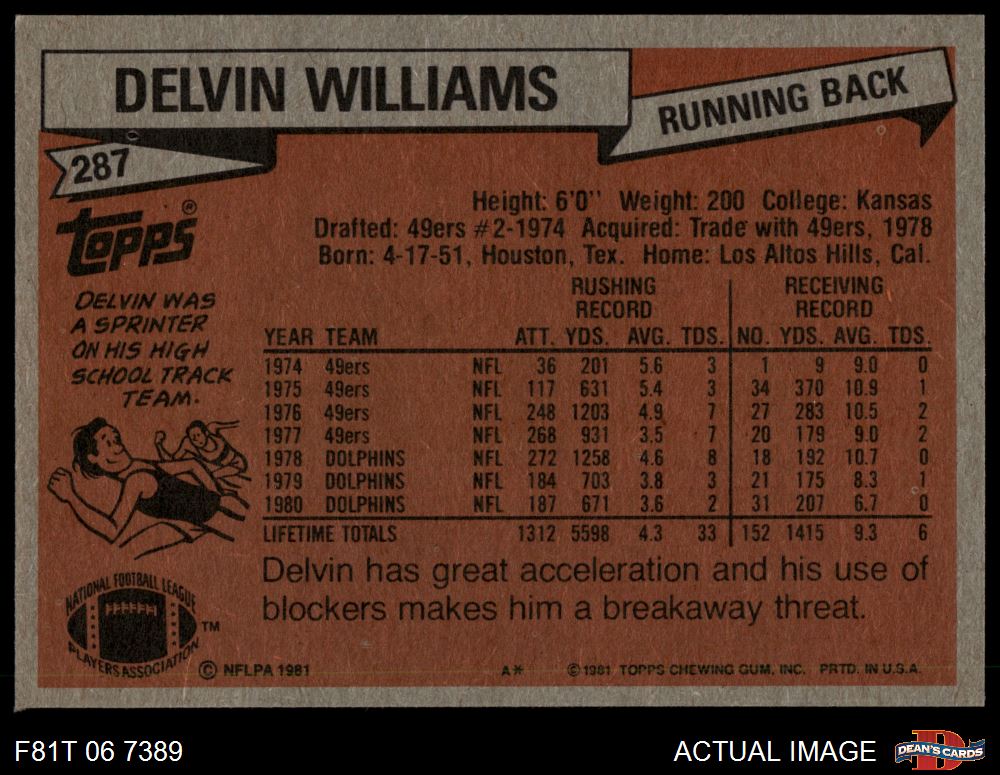 DELVIN WILLIAMS
RUNNING BACK
287
TOPPS®
Height: 6'0'' Weight: 200 College: Kansas
Drafted: 49ers #2-1974 Acquired: Trade with 49ers, 1978
Born: 4-17-51, Houston, Tex. Home: Los Altos Hills, Cal.
DELVIN WAS
A SPRINTER
ON HIS HIGH
SCHOOL TRACK
TEAM.
RUSHING RECEIVING
RECORD RECORD
YEAR TEAM ATT. YDS. AVG. TDS. NO. YDS. AVG. TDS.
1974 49ers NFL 36 201 5.6 3 1 9 9.0 0
1975 49ers NFL 117 631 5.4 3 34 370 10.9 1
1976 49ers NFL 248 1203 4.9 7 27 283 10.5 2
1977 49ers NFL 268 931 3.5 7 20 179 9.0 2
1978 DOLPHINS NFL 272 1258 4.6 8 18 192 10.7 0
1979 DOLPHINS NFL 184 703 3.8 3 21 175 8.3 1
1980 DOLPHINS NFL 187 671 3.6 2 31 207 6.7 0
LIFETIME TOTALS 1312 5598 4.3 33 152 1415 9.3 6
Delvin has great acceleration and his use of
blockers makes him a breakaway threat.
NATIONAL FOOTBALL LEAGUE
PLAYERS ASSOCIATION
TM
© NFLPA 1981 A* ©1981 TOPPS CHEWING GUM, INC. PRTD. IN U.S.A.
F81T 06 7389 ACTUAL IMAGE
D
DEAN'S CARDS